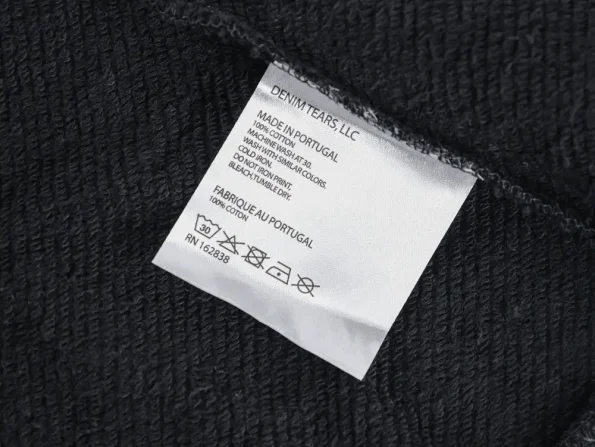 DENIM TEARS, LLC
MADE IN PORTUGAL
100% COTTON
MACHINE WASH AT 30.
WASH WITH SIMILAR COLORS.
COLD IRON.
DO NOT IRON PRINT.
BLEACH, TUMBLE DRY.
FABRIQUE AU PORTUGAL
100% COTON
30
RN 162838